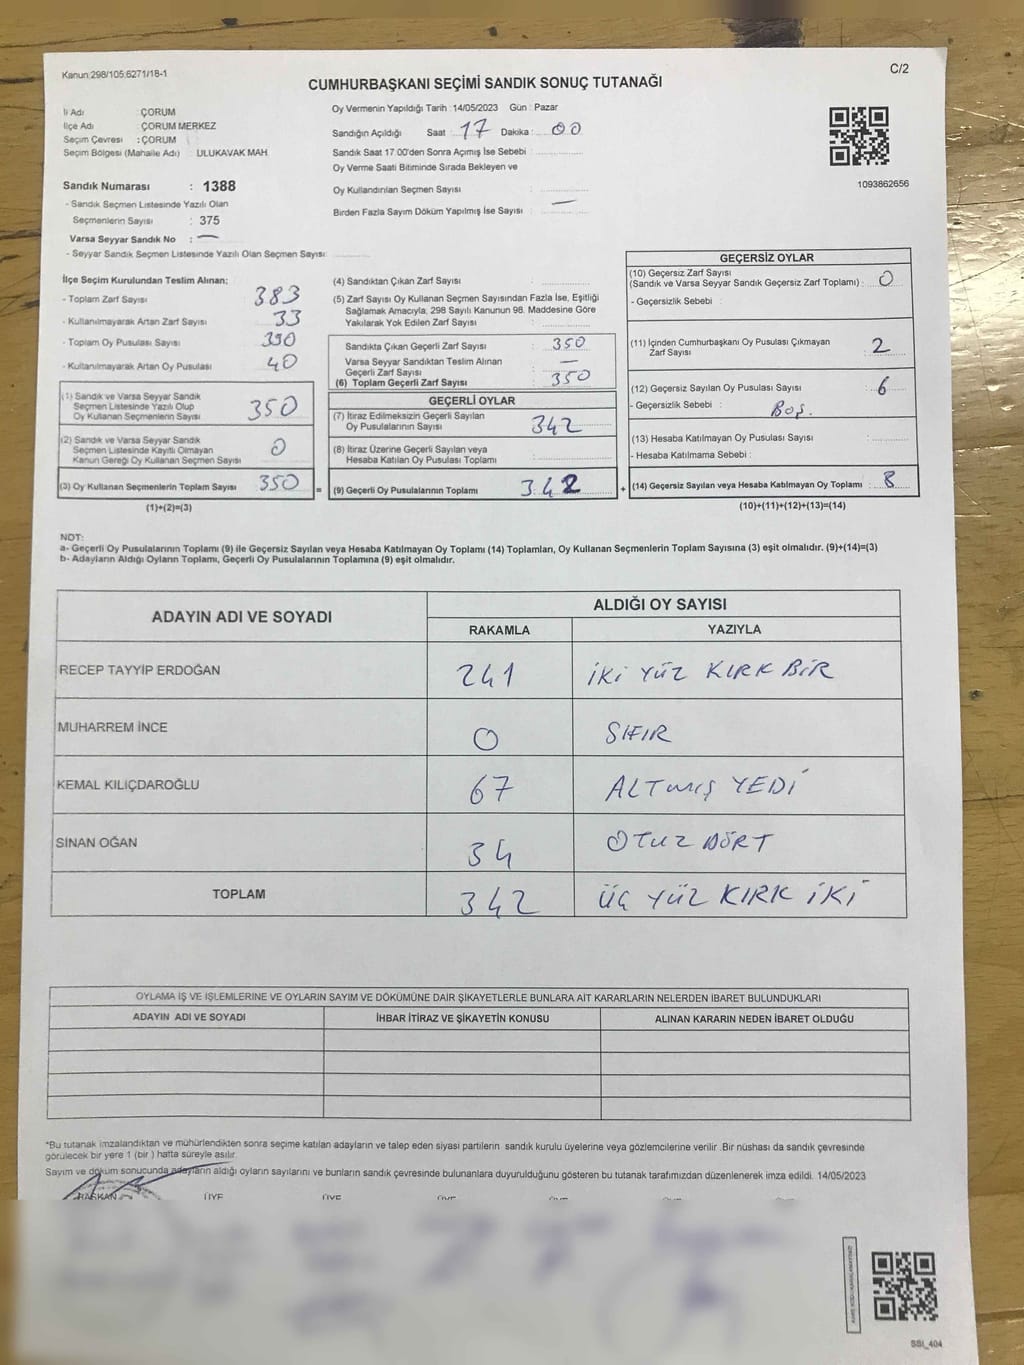 Kanun:298/105;6271/18-1
C/2
CUMHURBAŞKANI SEÇİMİ SANDIK SONUÇ TUTANAĞI
İl Adı : ÇORUM
İlçe Adı : ÇORUM MERKEZ
Seçim Çevresi : ÇORUM
Seçim Bölgesi (Mahalle Adı) : ULUKAVAK MAH.
Oy Vermenin Yapıldığı Tarih : 14/05/2023 Gün : Pazar
Sandığın Açıldığı Saat : 17 Dakika : 00
Sandık Saat 17:00'den Sonra Açımış İse Sebebi :
Oy Verme Saati Bitiminde Sırada Bekleyen ve
Oy Kullandırılan Seçmen Sayısı :
Birden Fazla Sayım Döküm Yapılmış İse Sayısı : —
1093862656
Sandık Numarası : 1388
- Sandık Seçmen Listesinde Yazılı Olan
Seçmenlerin Sayısı : 375
Varsa Seyyar Sandık No : —
- Seyyar Sandık Seçmen Listesinde Yazılı Olan Seçmen Sayısı :
İlçe Seçim Kurulundan Teslim Alınan:
- Toplam Zarf Sayısı 383
- Kullanılmayarak Artan Zarf Sayısı 33
- Toplam Oy Pusulası Sayısı 390
- Kullanılmayarak Artan Oy Pusulası 40
(1) Sandık ve Varsa Seyyar Sandık
Seçmen Listesinde Yazılı Olup
Oy Kullanan Seçmenlerin Sayısı 350
(2) Sandık ve Varsa Seyyar Sandık
Seçmen Listesinde Kayıtlı Olmayan
Kanun Gereği Oy Kullanan Seçmen Sayısı 0
(3) Oy Kullanan Seçmenlerin Toplam Sayısı 350 =
(1)+(2)=(3)
(4) Sandıktan Çıkan Zarf Sayısı :
(5) Zarf Sayısı Oy Kullanan Seçmen Sayısından Fazla İse, Eşitliği
Sağlamak Amacıyla, 298 Sayılı Kanunun 98. Maddesine Göre
Yakılarak Yok Edilen Zarf Sayısı :
Sandıkta Çıkan Geçerli Zarf Sayısı : 350
Varsa Seyyar Sandıktan Teslim Alınan
Geçerli Zarf Sayısı : —
(6) Toplam Geçerli Zarf Sayısı : 350
GEÇERLİ OYLAR
(7) İtiraz Edilmeksizin Geçerli Sayılan
Oy Pusulalarının Sayısı : 342
(8) İtiraz Üzerine Geçerli Sayılan veya
Hesaba Katılan Oy Pusulası Toplamı :
(9) Geçerli Oy Pusulalarının Toplamı : 342 +
GEÇERSİZ OYLAR
(10) Geçersiz Zarf Sayısı
(Sandık ve Varsa Seyyar Sandık Geçersiz Zarf Toplamı) : 0
- Geçersizlik Sebebi :
(11) İçinden Cumhurbaşkanı Oy Pusulası Çıkmayan
Zarf Sayısı : 2
(12) Geçersiz Sayılan Oy Pusulası Sayısı : 6
- Geçersizlik Sebebi : Boş.
(13) Hesaba Katılmayan Oy Pusulası Sayısı :
- Hesaba Katılmama Sebebi :
(14) Geçersiz Sayılan veya Hesaba Katılmayan Oy Toplamı : 8
(10)+(11)+(12)+(13)=(14)
NOT:
a- Geçerli Oy Pusulalarının Toplamı (9) ile Geçersiz Sayılan veya Hesaba Katılmayan Oy Toplamı (14) Toplamları, Oy Kullanan Seçmenlerin Toplam Sayısına (3) eşit olmalıdır. (9)+(14)=(3)
b- Adayların Aldığı Oyların Toplamı, Geçerli Oy Pusulalarının Toplamına (9) eşit olmalıdır.
ADAYIN ADI VE SOYADI
ALDIĞI OY SAYISI
RAKAMLA YAZIYLA
RECEP TAYYİP ERDOĞAN 241 İKİ YÜZ KIRK BİR
MUHARREM İNCE 0 SIFIR
KEMAL KILIÇDAROĞLU 67 ALTMIŞ YEDİ
SİNAN OĞAN 34 OTUZ DÖRT
TOPLAM 342 ÜÇ YÜZ KIRK İKİ
OYLAMA İŞ VE İŞLEMLERİNE VE OYLARIN SAYIM VE DÖKÜMÜNE DAİR ŞİKAYETLERLE BUNLARA AİT KARARLARIN NELERDEN İBARET BULUNDUKLARI
ADAYIN ADI VE SOYADI İHBAR İTİRAZ VE ŞİKAYETİN KONUSU ALINAN KARARIN NEDEN İBARET OLDUĞU
*Bu tutanak imzalandıktan ve mühürlendikten sonra seçime katılan adayların ve talep eden siyasi partilerin sandık kurulu üyelerine veya gözlemcilerine verilir. Bir nüshası da sandık çevresinde
görülecek bir yere 1 (bir ) hafta süreyle asılır.
Sayım ve döküm sonucunda adayların aldığı oyların sayılarını ve bunların sandık çevresinde bulunanlara duyurulduğunu gösteren bu tutanak tarafımızdan düzenlenerek imza edildi. 14/05/2023
BAŞKAN ÜYE ÜYE ÜYE ÜYE ÜYE
SSI_404